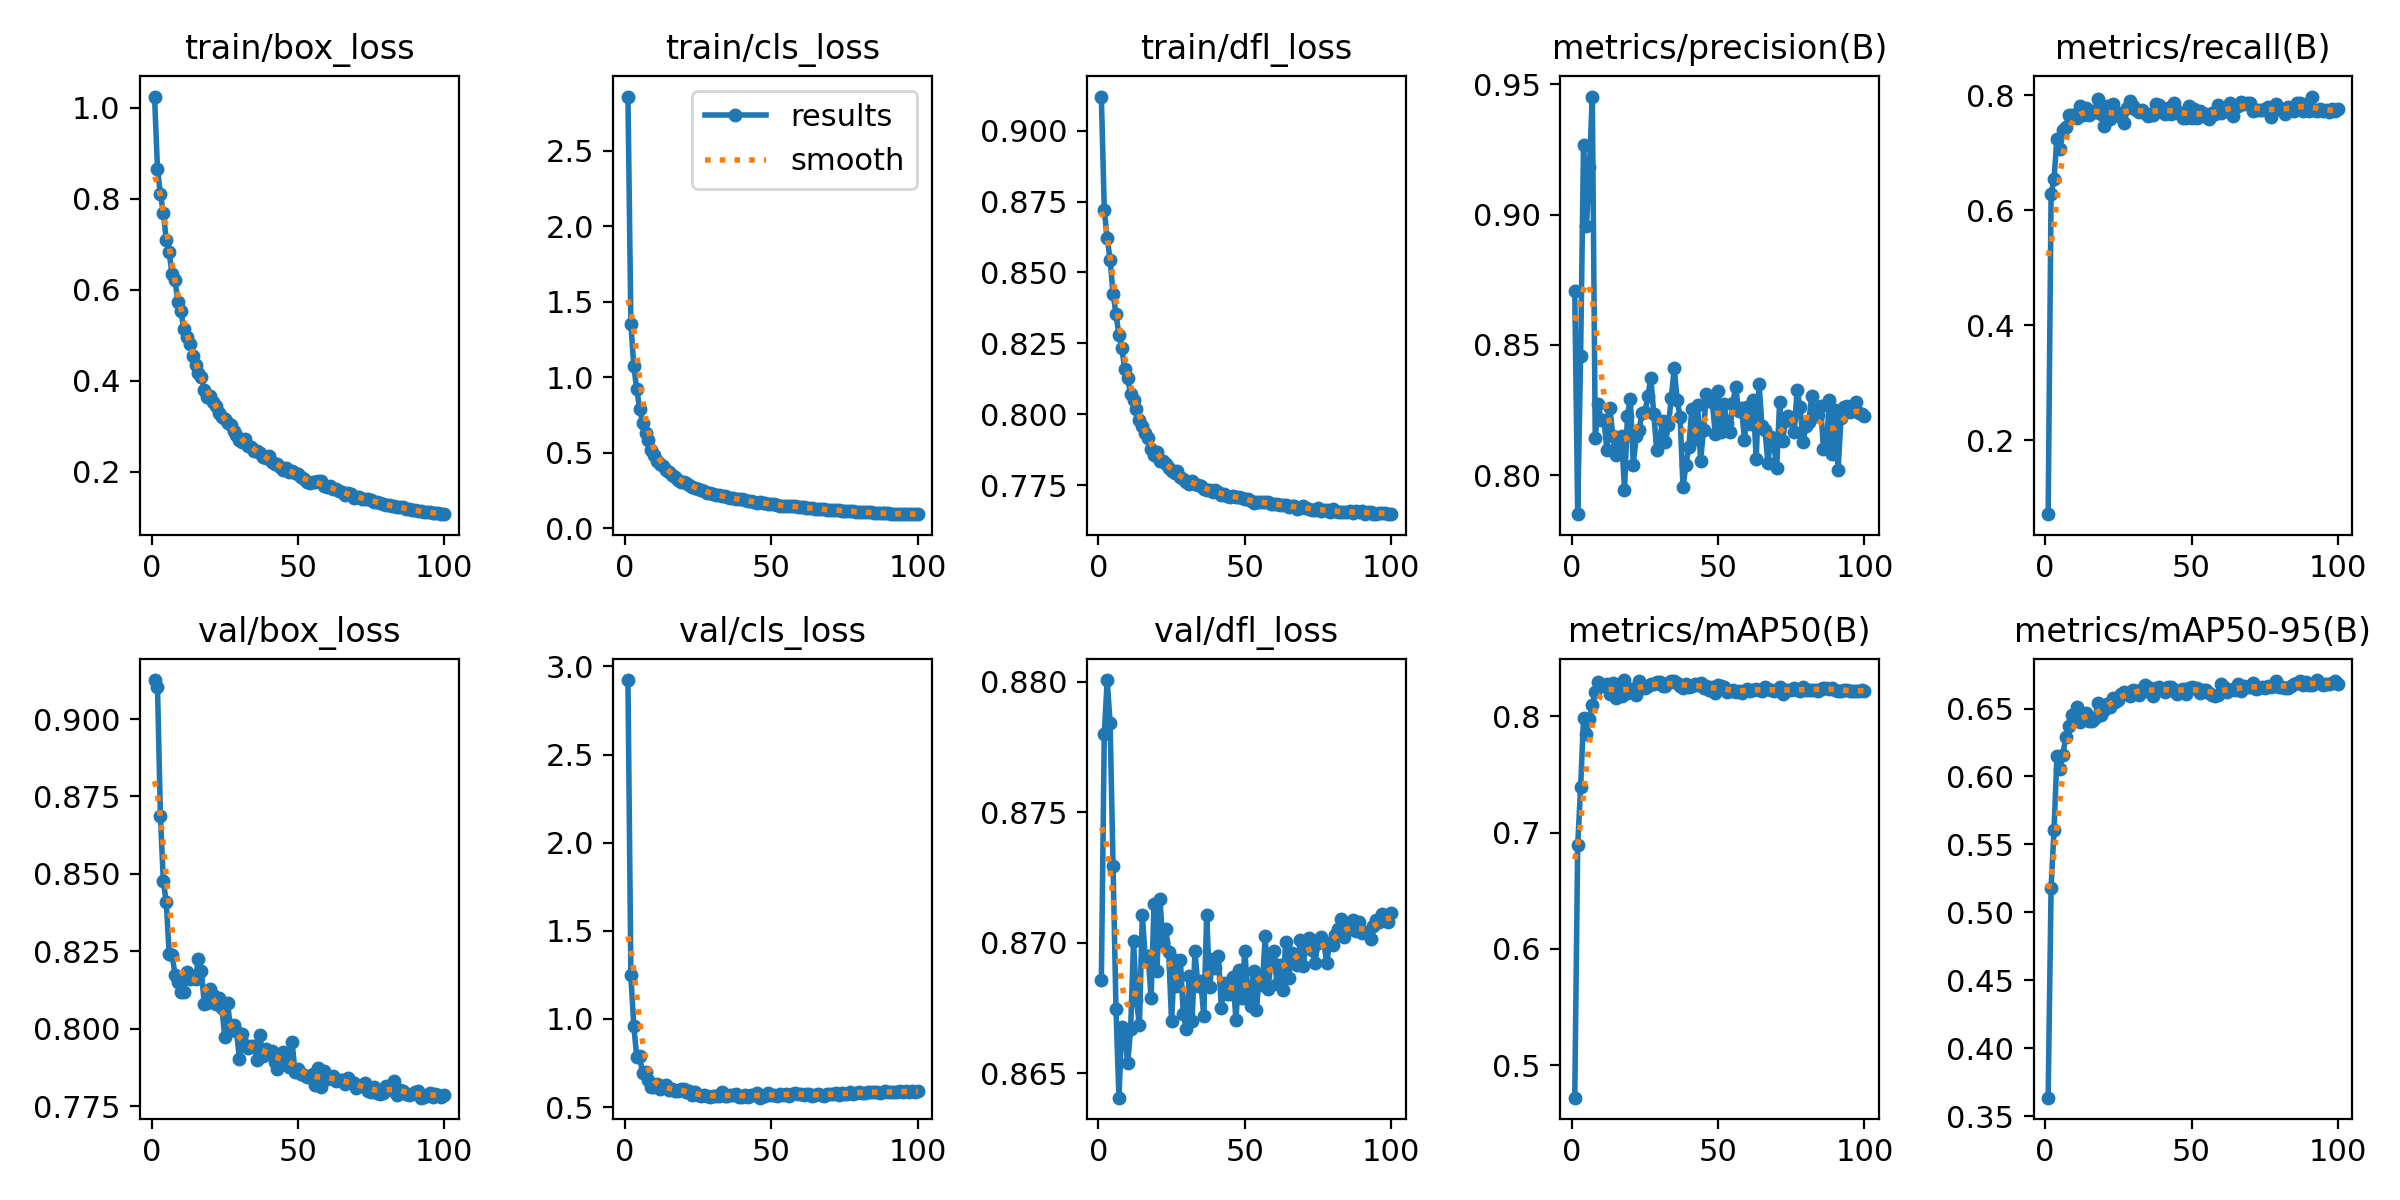 train/box_loss
1.0
0.8
0.6
0.4
0.2
0 50 100
train/cls_loss
results
smooth
2.5
2.0
1.5
1.0
0.5
0.0
0 50 100
train/dfl_loss
0.900
0.875
0.850
0.825
0.800
0.775
0 50 100
metrics/precision(B)
0.95
0.90
0.85
0.80
0 50 100
metrics/recall(B)
0.8
0.6
0.4
0.2
0 50 100
val/box_loss
0.900
0.875
0.850
0.825
0.800
0.775
0 50 100
val/cls_loss
3.0
2.5
2.0
1.5
1.0
0.5
0 50 100
val/dfl_loss
0.880
0.875
0.870
0.865
0 50 100
metrics/mAP50(B)
0.8
0.7
0.6
0.5
0 50 100
metrics/mAP50-95(B)
0.65
0.60
0.55
0.50
0.45
0.40
0.35
0 50 100